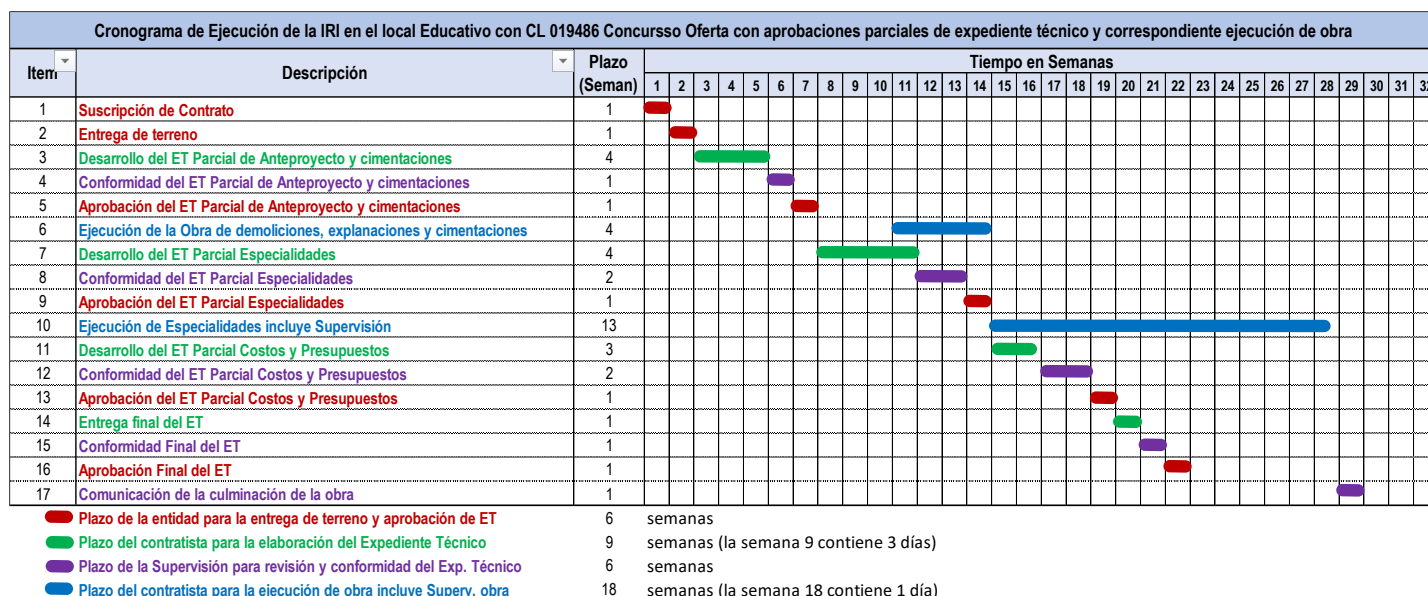 Cronograma de Ejecución de la IRI en el local Educativo con CL 019486 Concursso Oferta con aprobaciones parciales de expediente técnico y correspondiente ejecución de obra
Item Descripción Plazo (Seman) Tiempo en Semanas
1 2 3 4 5 6 7 8 9 10 11 12 13 14 15 16 17 18 19 20 21 22 23 24 25 26 27 28 29 30 31 32
1 Suscripción de Contrato 1
2 Entrega de terreno 1
3 Desarrollo del ET Parcial de Anteproyecto y cimentaciones 4
4 Conformidad del ET Parcial de Anteproyecto y cimentaciones 1
5 Aprobación del ET Parcial de Anteproyecto y cimentaciones 1
6 Ejecución de la Obra de demoliciones, explanaciones y cimentaciones 4
7 Desarrollo del ET Parcial Especialidades 4
8 Conformidad del ET Parcial Especialidades 2
9 Aprobación del ET Parcial Especialidades 1
10 Ejecución de Especialidades incluye Supervisión 13
11 Desarrollo del ET Parcial Costos y Presupuestos 3
12 Conformidad del ET Parcial Costos y Presupuestos 2
13 Aprobación del ET Parcial Costos y Presupuestos 1
14 Entrega final del ET 1
15 Conformidad Final del ET 1
16 Aprobación Final del ET 1
17 Comunicación de la culminación de la obra 1
Plazo de la entidad para la entrega de terreno y aprobación de ET 6 semanas
Plazo del contratista para la elaboración del Expediente Técnico 9 semanas (la semana 9 contiene 3 días)
Plazo de la Supervisión para revisión y conformidad del Exp. Técnico 6 semanas
Plazo del contratista para la ejecución de obra incluye Superv. obra 18 semanas (la semana 18 contiene 1 día)